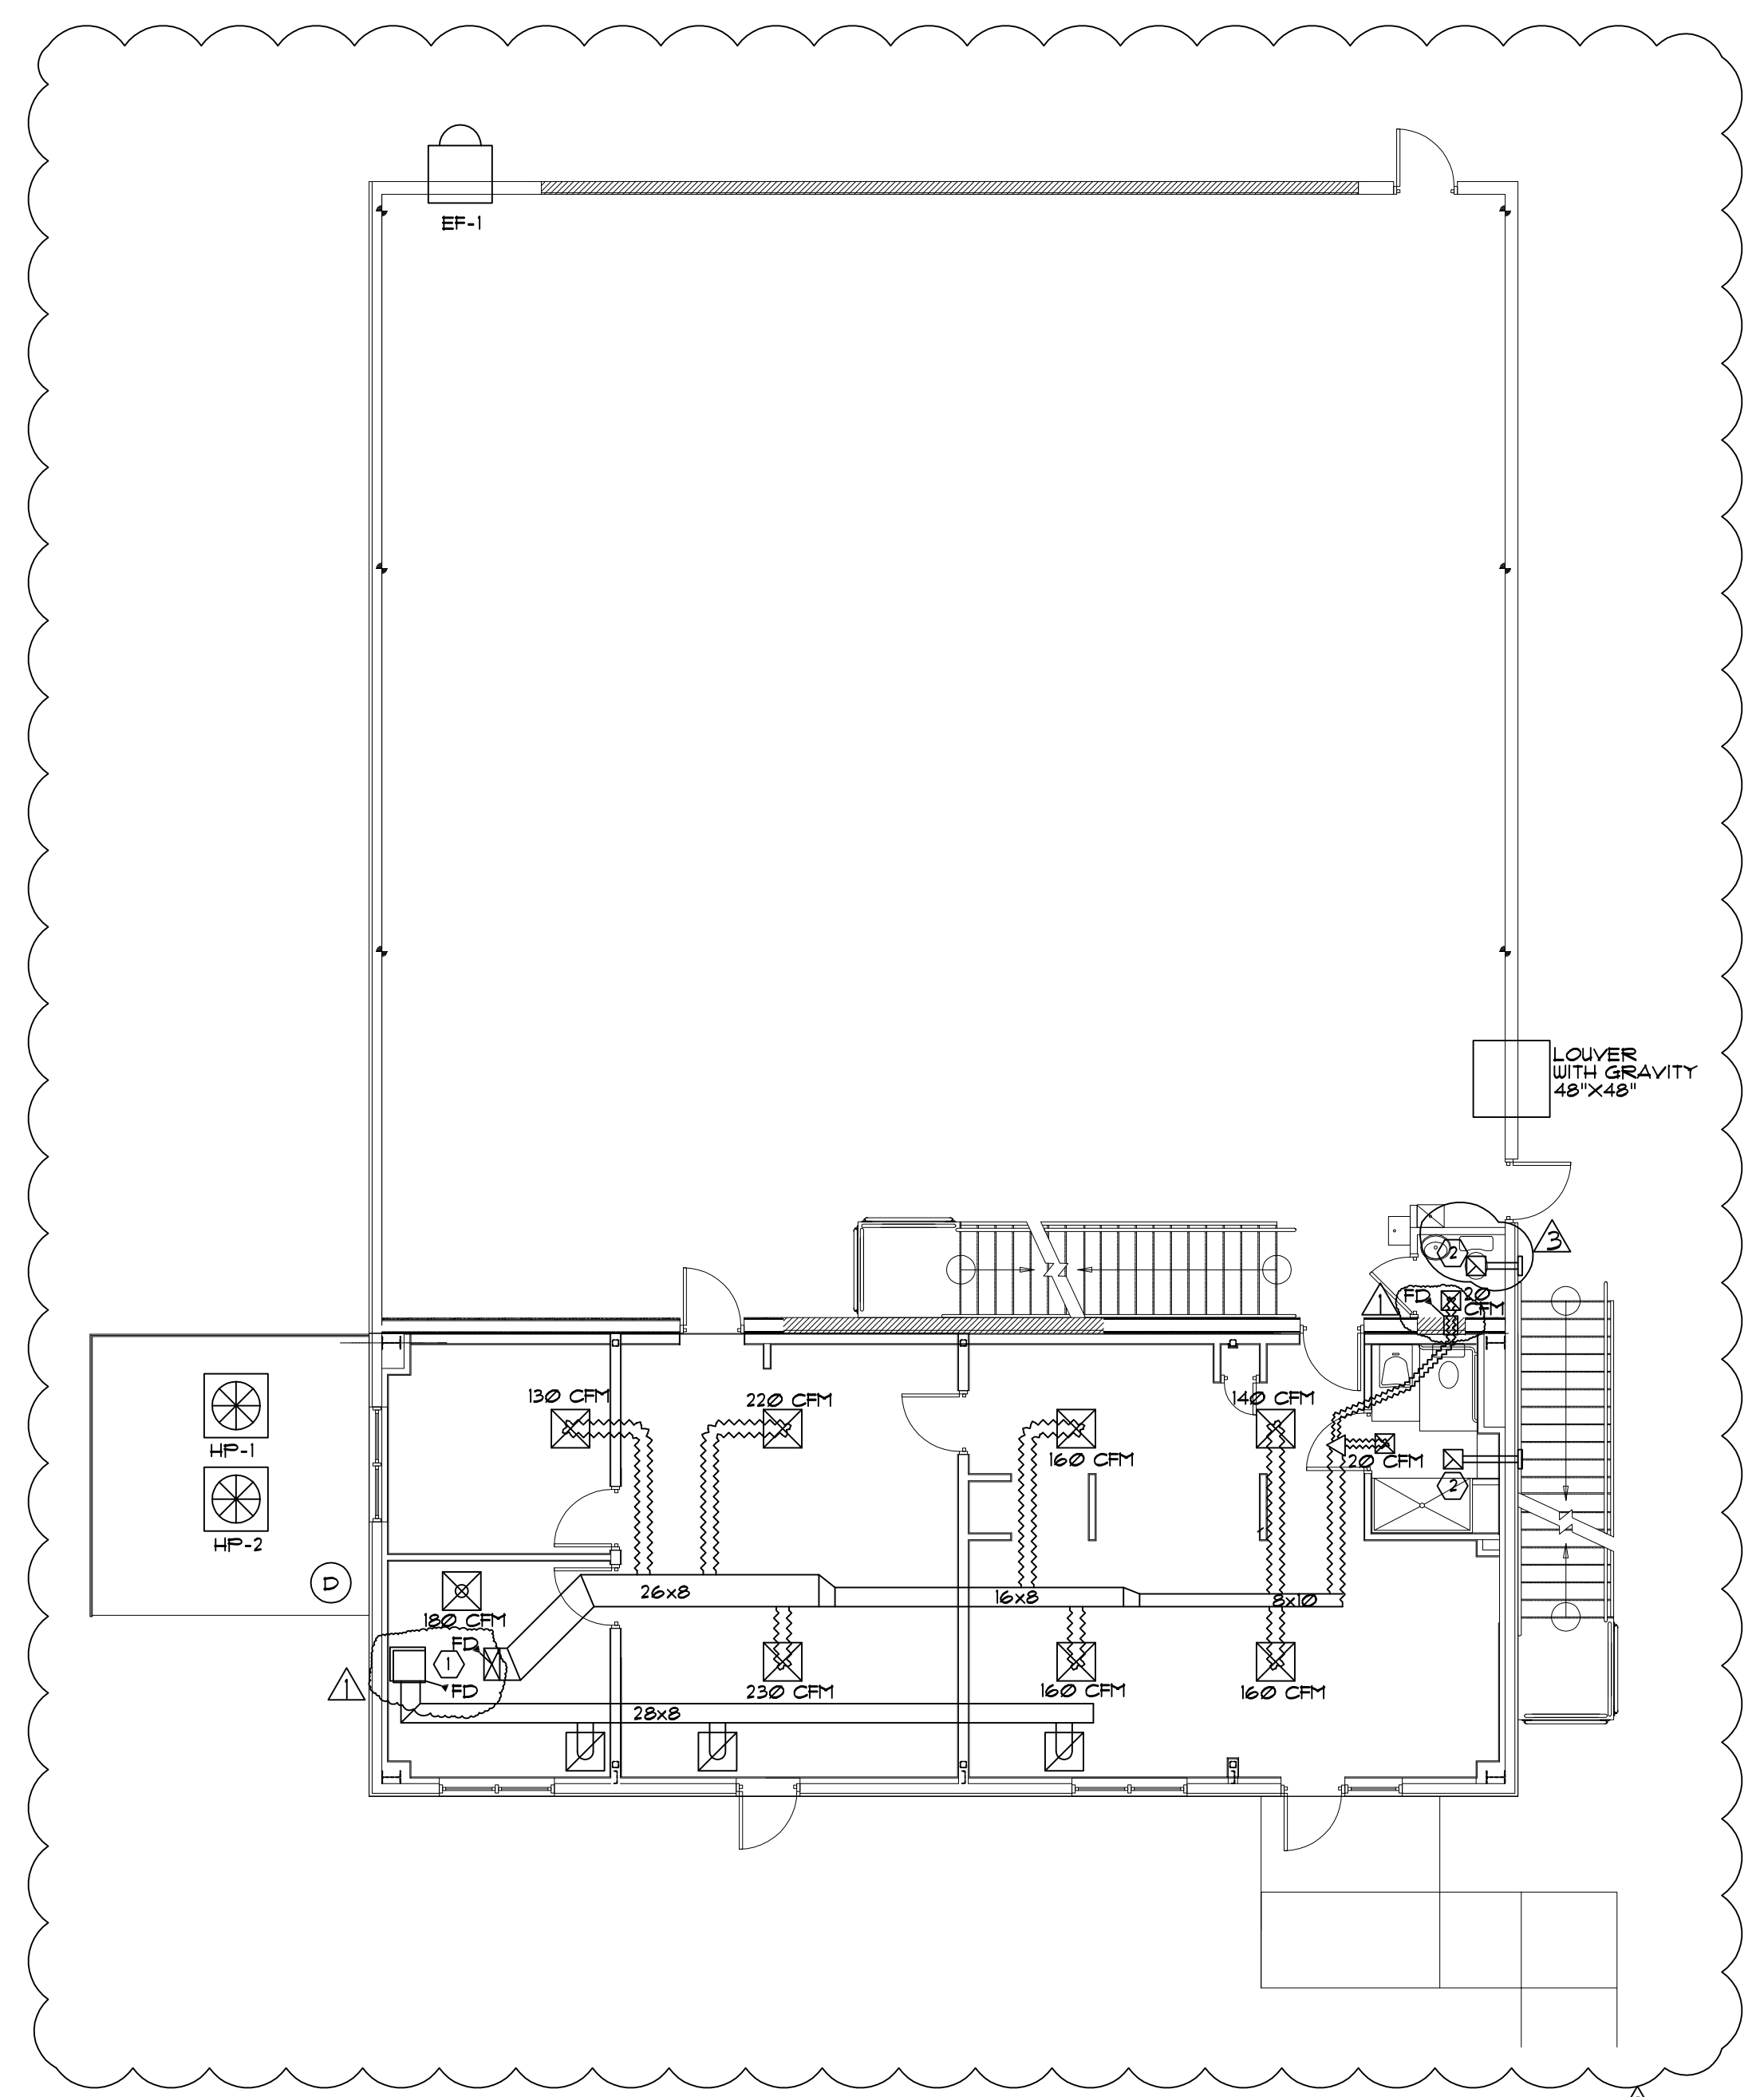 EF-1
LOUVER
WITH GRAVITY
48"X48"
3
2
1
FD
20
CFM
130 CFM
220 CFM
140 CFM
HP-1
160 CFM
20 CFM
2
HP-2
D
26x8
16x8
8x10
180 CFM
FD
1
1
FD
230 CFM
160 CFM
160 CFM
28x8